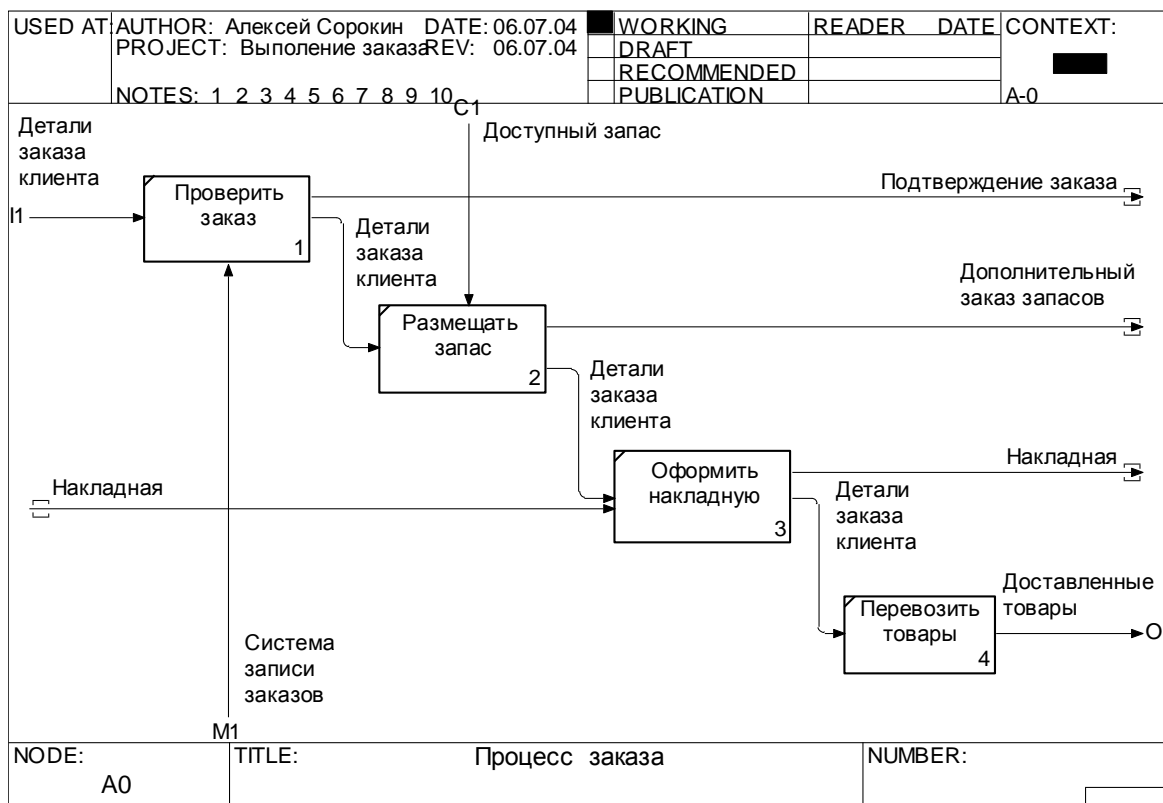 USED AT: AUTHOR: Алексей Сорокин DATE: 06.07.04 WORKING READER DATE CONTEXT:
PROJECT: Выполение заказа REV: 06.07.04 DRAFT
RECOMMENDED
NOTES: 1 2 3 4 5 6 7 8 9 10 PUBLICATION A-0
C1
Детали
заказа
клиента
Доступный запас
I1
Проверить
заказ
1
Подтверждение заказа
Детали
заказа
клиента
Размещать
запас
2
Дополнительный
заказ запасов
Детали
заказа
клиента
Накладная
Оформить
накладную
3
Накладная
Детали
заказа
клиента
Перевозить
товары
4
Доставленные
товары
O
Система
записи
заказов
M1
NODE: TITLE: Процесс заказа NUMBER:
A0